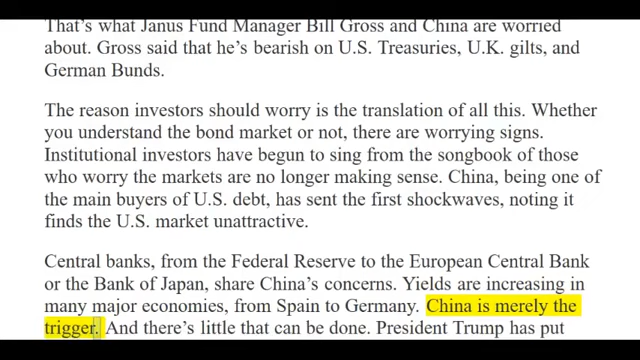 That's what Janus Fund Manager Bill Gross and China are worried
about. Gross said that he's bearish on U.S. Treasuries, U.K. gilts, and
German Bunds.
The reason investors should worry is the translation of all this. Whether
you understand the bond market or not, there are worrying signs.
Institutional investors have begun to sing from the songbook of those
who worry the markets are no longer making sense. China, being one of
the main buyers of U.S. debt, has sent the first shockwaves, noting it
finds the U.S. market unattractive.
Central banks, from the Federal Reserve to the European Central Bank
or the Bank of Japan, share China's concerns. Yields are increasing in
many major economies, from Spain to Germany. China is merely the
trigger. And there's little that can be done. President Trump has put